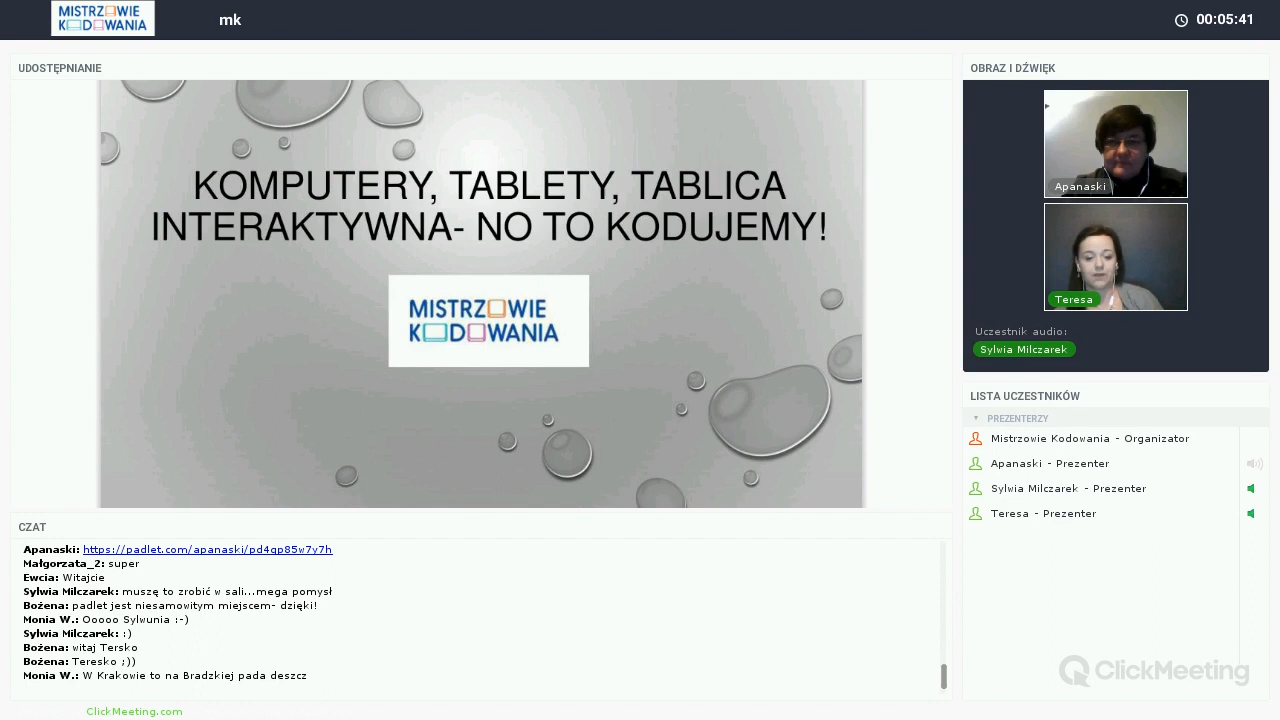 MISTRZOWIE
KODOWANIA
mk
00:05:41
UDOSTĘPNIANIE
KOMPUTERY, TABLETY, TABLICA
INTERAKTYWNA- NO TO KODUJEMY!
MISTRZOWIE
KODOWANIA
CZAT
Apanaski: https://padlet.com/apanaski/pd4qp85w7v7h
Małgorzata_2: super
Ewcia: Witajcie
Sylwia Milczarek: muszę to zrobić w sali...mega pomysł
Bożena: padlet jest niesamowitym miejscem- dzięki!
Monia W.: Ooooo Sylwunia :-)
Sylwia Milczarek: :)
Bożena: witaj Tersko
Bożena: Teresko ;))
Monia W.: W Krakowie to na Bradzkiej pada deszcz
ClickMeeting.com
OBRAZ I DŹWIĘK
Apanaski
Teresa
Uczestnik audio:
Sylwia Milczarek
LISTA UCZESTNIKÓW
PREZENTERZY
Mistrzowie Kodowania - Organizator
Apanaski - Prezenter
Sylwia Milczarek - Prezenter
Teresa - Prezenter
ClickMeeting